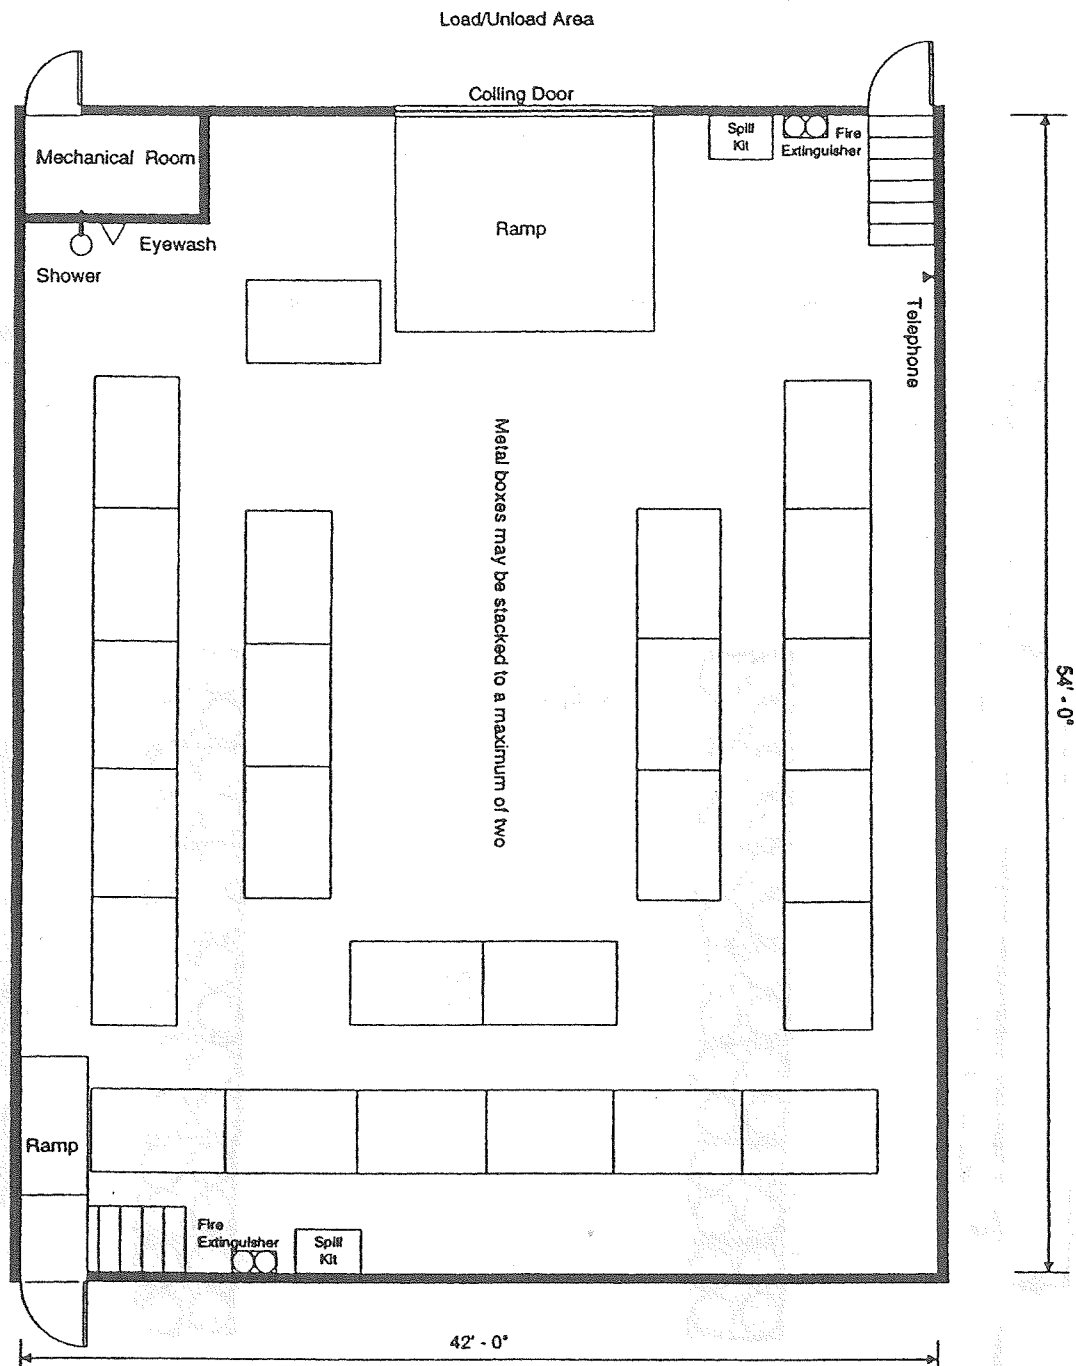 Load/Unload Area
Coiling Door
Mechanical Room
Spill
Kit
Fire
Extinguisher
Ramp
Eyewash
Shower
Telephone
Metal boxes may be stacked to a maximum of two
54' - 0"
Ramp
Fire
Extinguisher
Spill
Kit
42' - 0"